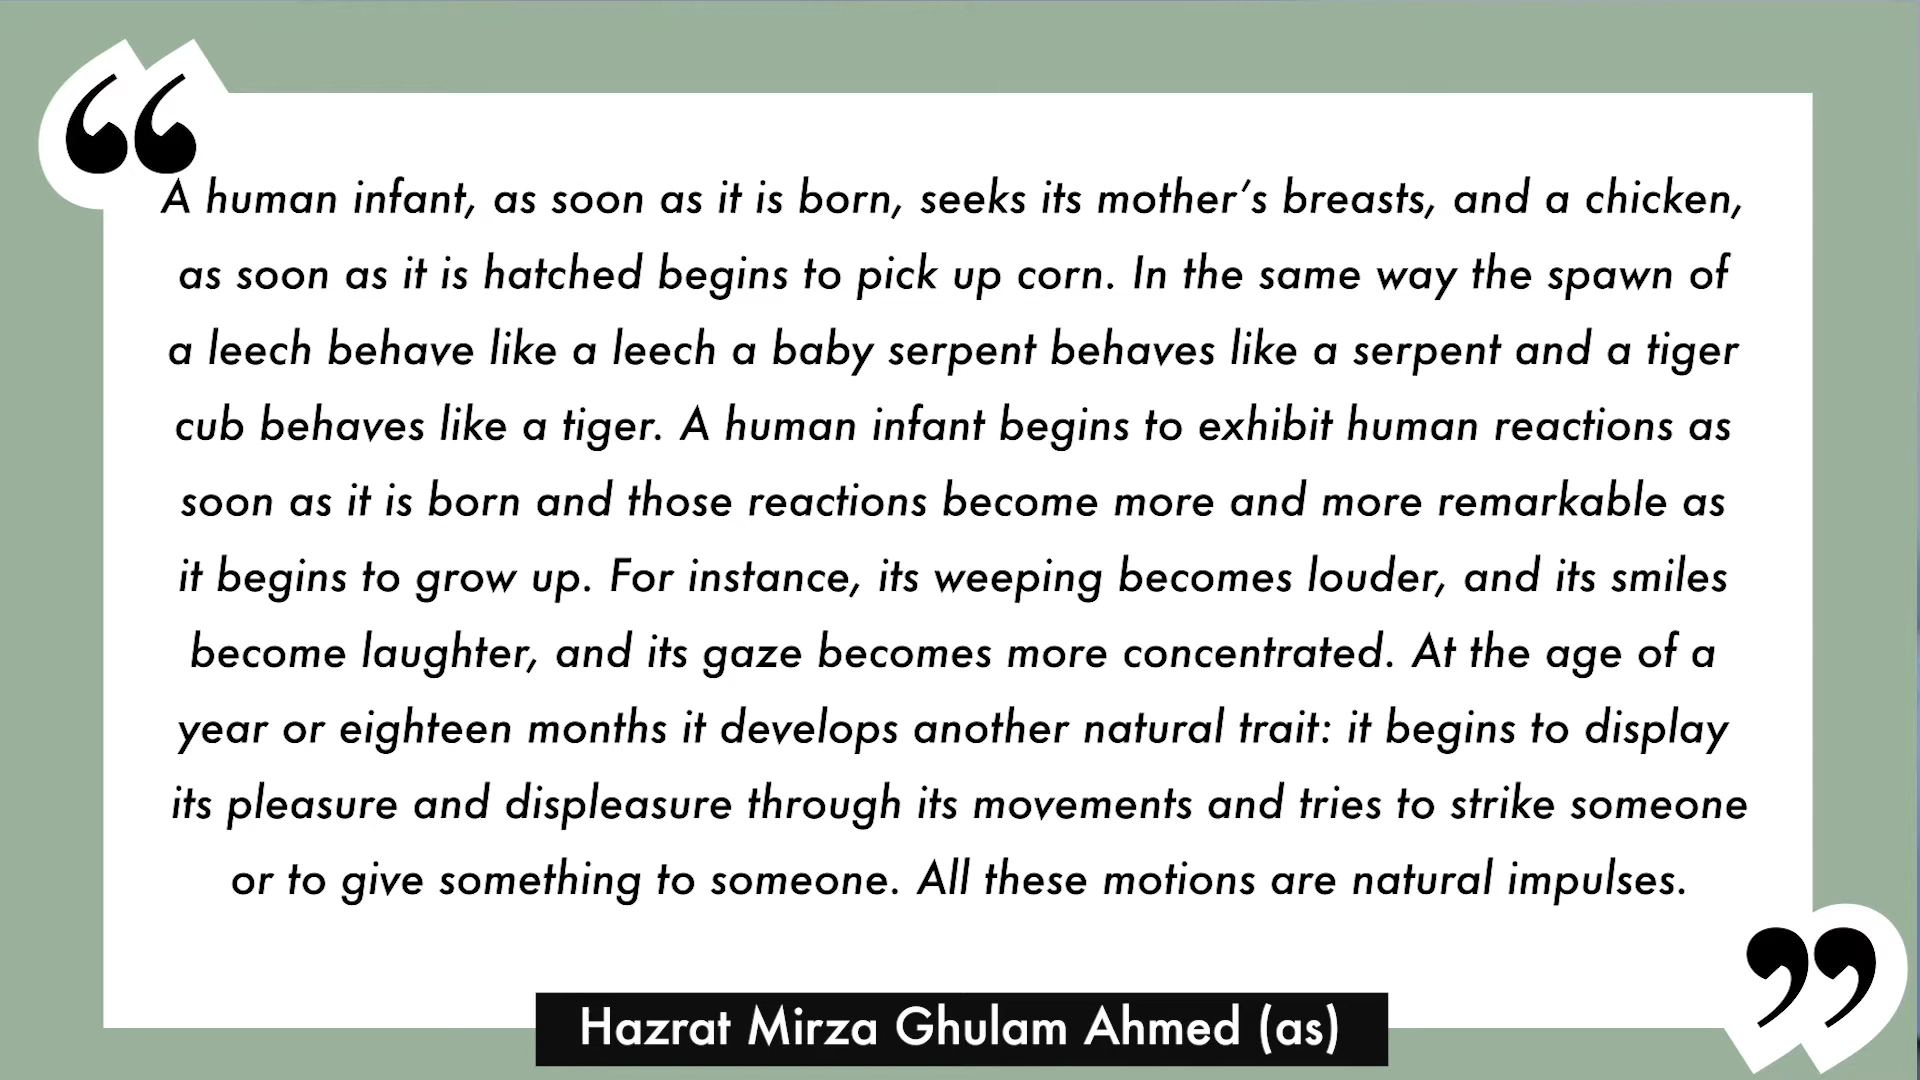 “
A human infant, as soon as it is born, seeks its mother’s breasts, and a chicken,
as soon as it is hatched begins to pick up corn. In the same way the spawn of
a leech behave like a leech a baby serpent behaves like a serpent and a tiger
cub behaves like a tiger. A human infant begins to exhibit human reactions as
soon as it is born and those reactions become more and more remarkable as
it begins to grow up. For instance, its weeping becomes louder, and its smiles
become laughter, and its gaze becomes more concentrated. At the age of a
year or eighteen months it develops another natural trait: it begins to display
its pleasure and displeasure through its movements and tries to strike someone
or to give something to someone. All these motions are natural impulses.
”
Hazrat Mirza Ghulam Ahmed (as)